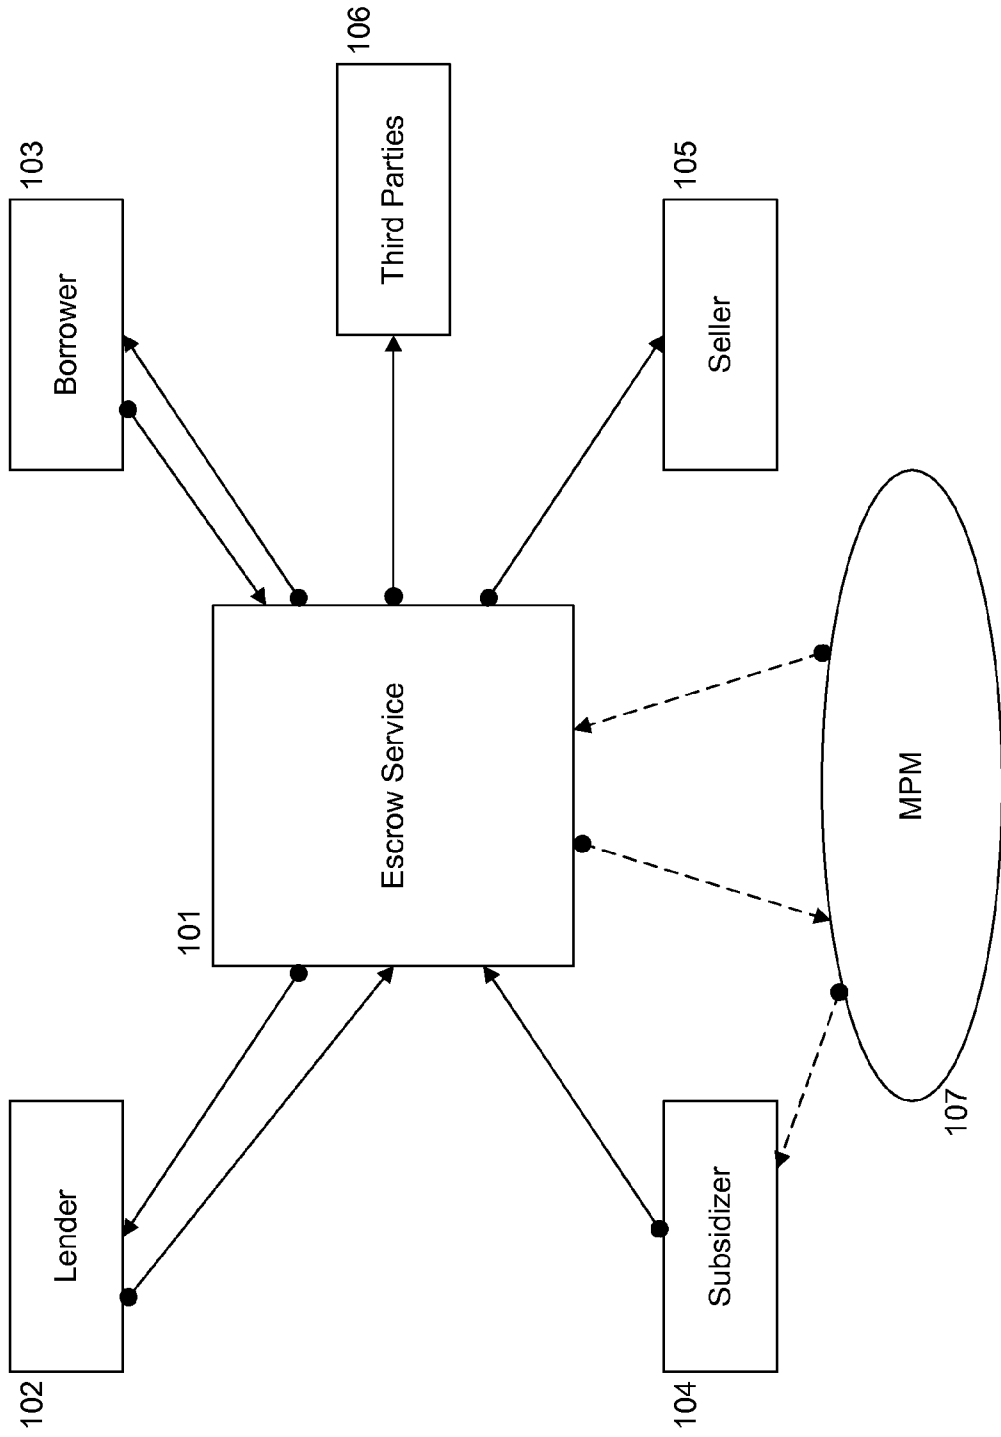 102
Lender
103
Borrower
101
Escrow Service
106
Third Parties
104
Subsidizer
105
Seller
MPM
107